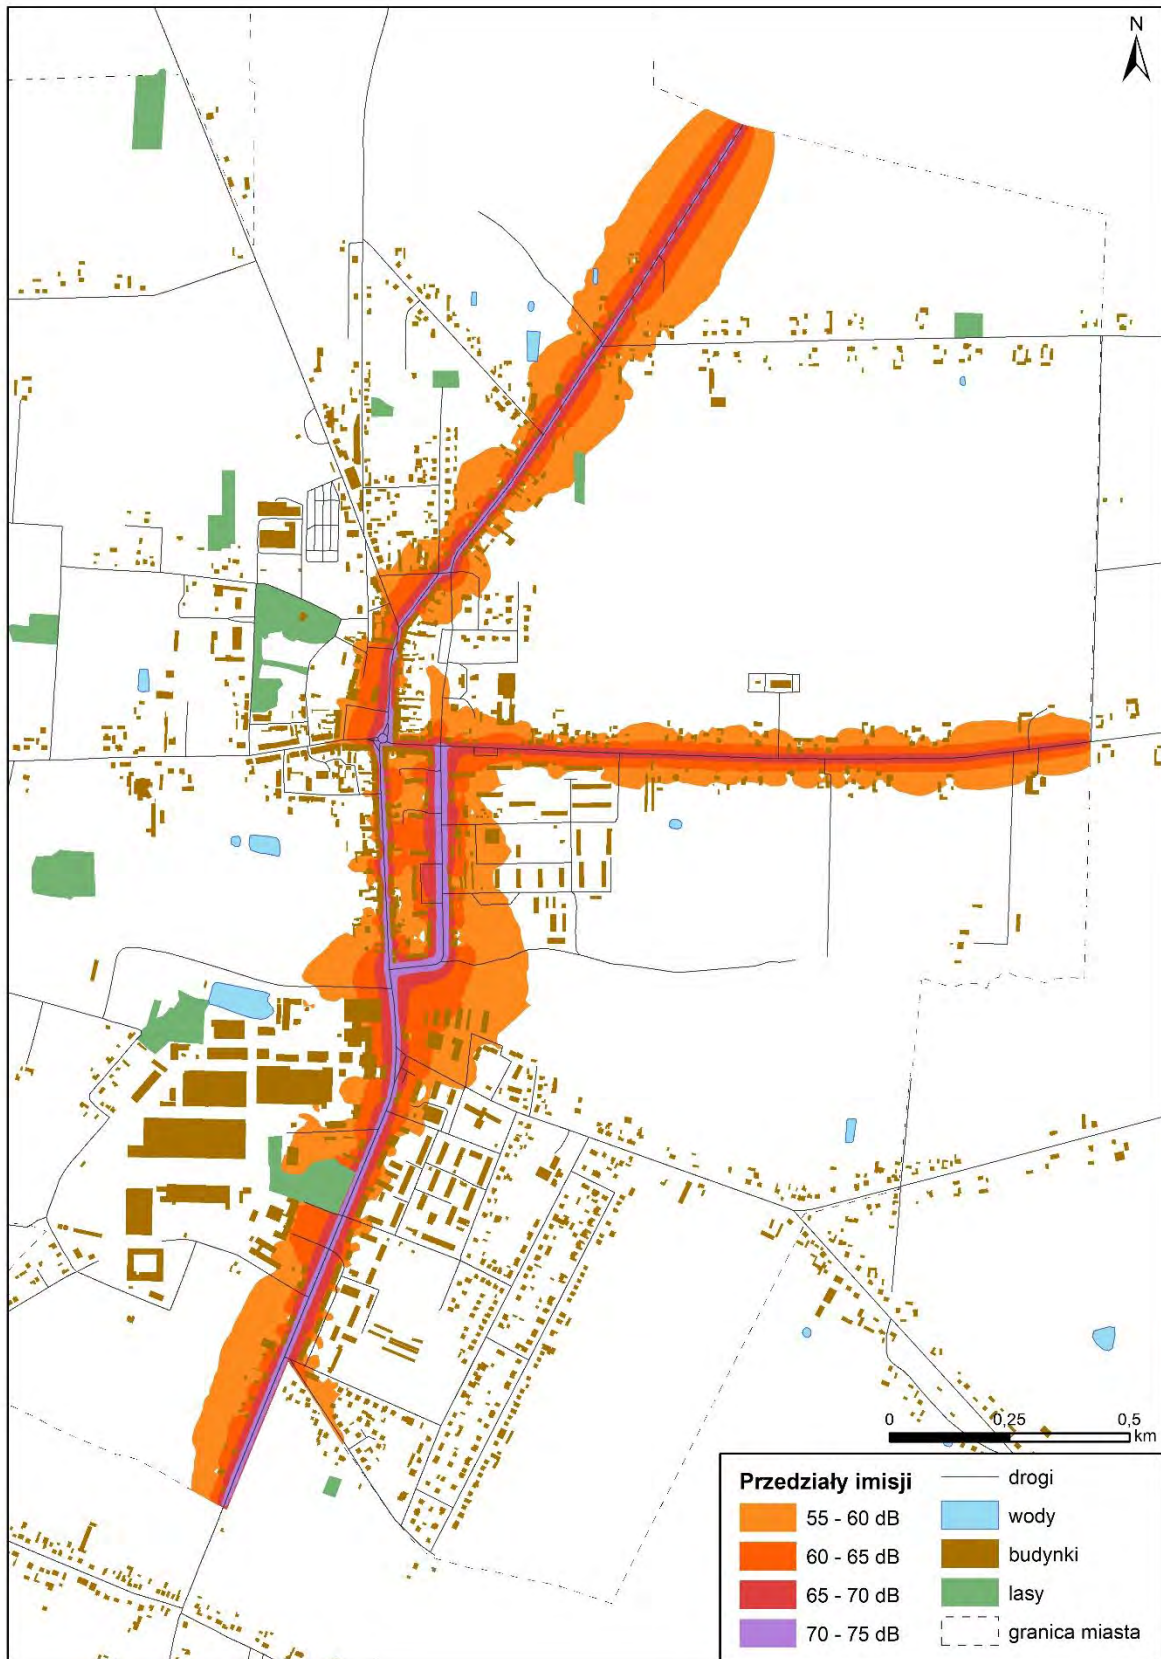 N
0 0,25 0,5
km
Przedziały imisji
55 - 60 dB
60 - 65 dB
65 - 70 dB
70 - 75 dB
drogi
wody
budynki
lasy
granica miasta